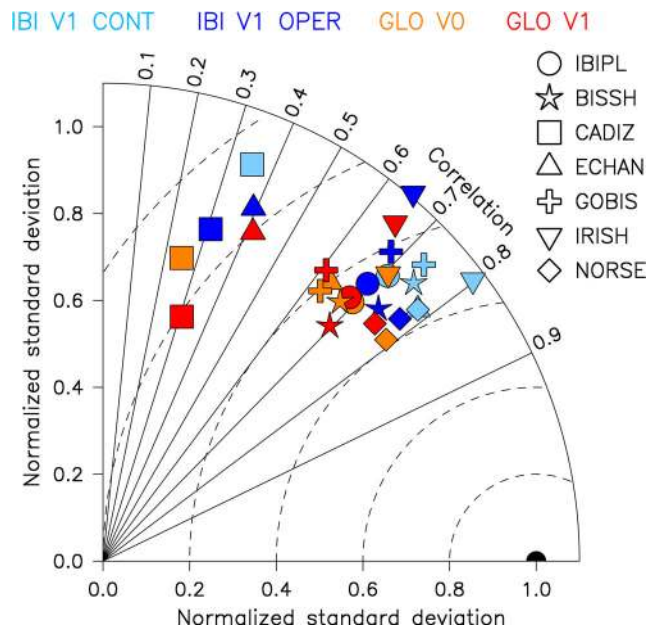 IBI V1 CONT IBI V1 OPER GLO V0 GLO V1
IBIPL
BISSH
CADIZ
ECHAN
GOBIS
IRISH
NORSE
0.1 0.2 0.3 0.4 0.5 0.6 0.7 0.8 0.9
Correlation
Normalized standard deviation
1.0
0.8
0.6
0.4
0.2
0.0
0.0 0.2 0.4 0.6 0.8 1.0
Normalized standard deviation